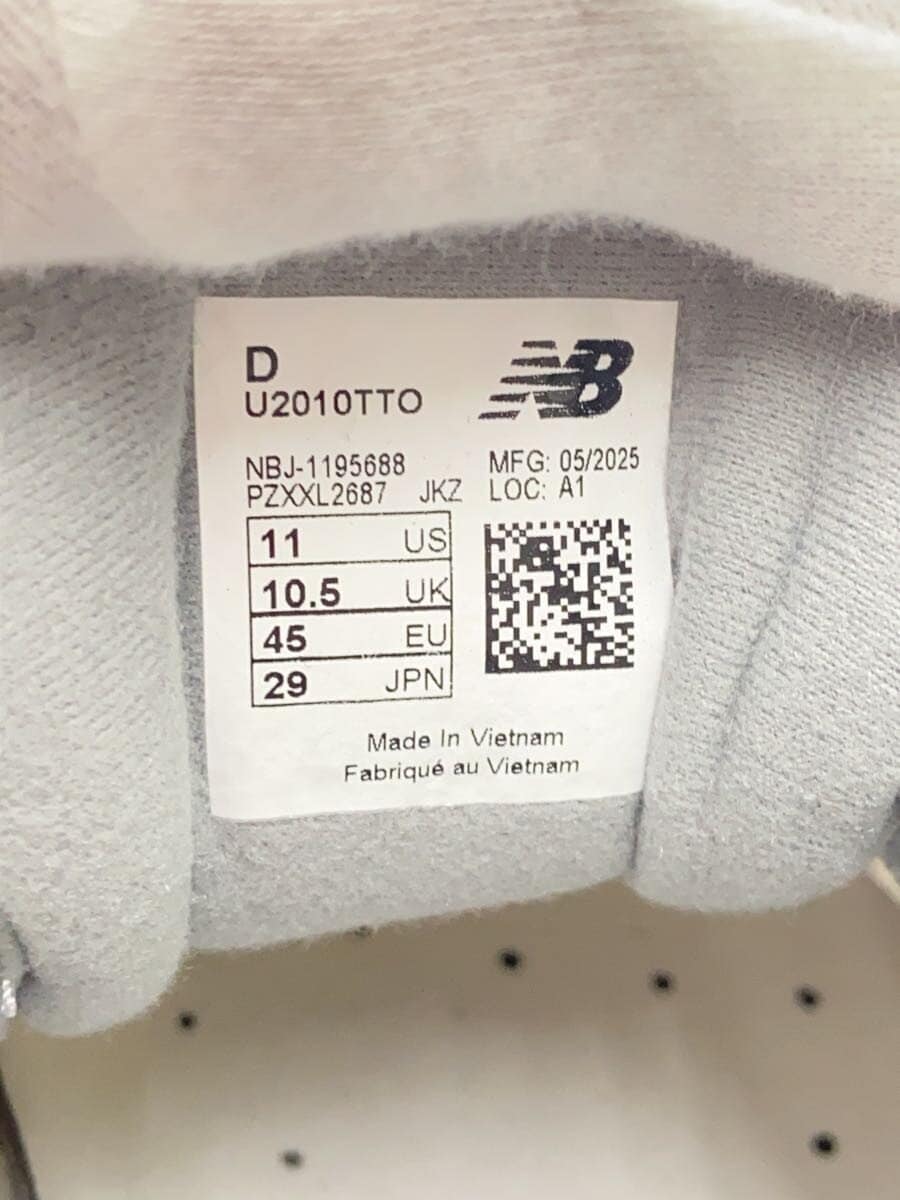 D
NB
U2010TTO
NBJ-1195688 MFG: 05/2025
PZXXL2687 JKZ LOC: A1
11 US
10.5 UK
45 EU
29 JPN
Made In Vietnam
Fabriqué au Vietnam